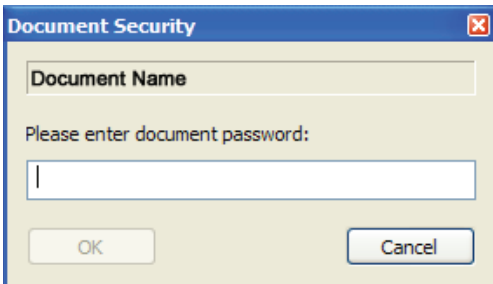 Document Security
Document Name
Please enter document password:
OK
Cancel